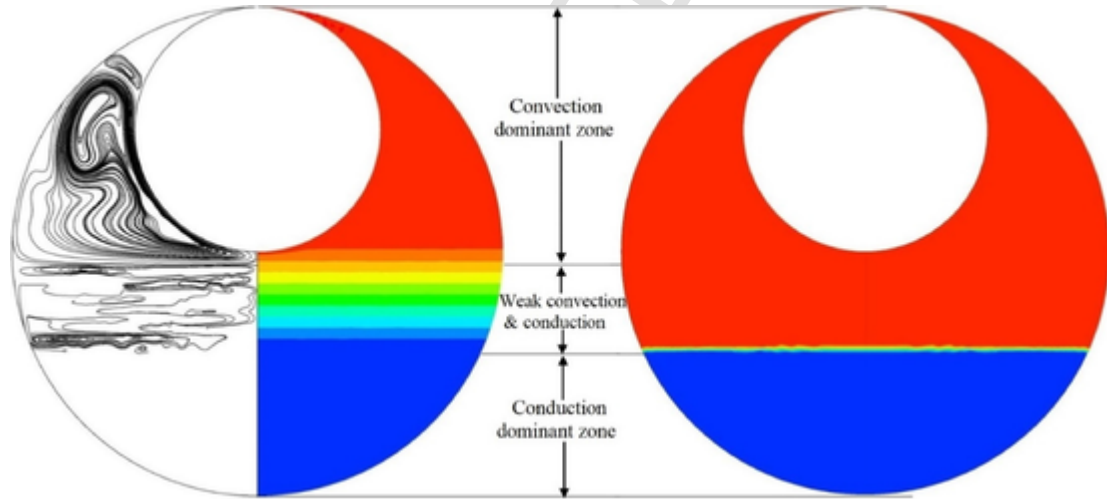 Convection
dominant zone
Weak convection
& conduction
Conduction
dominant zone